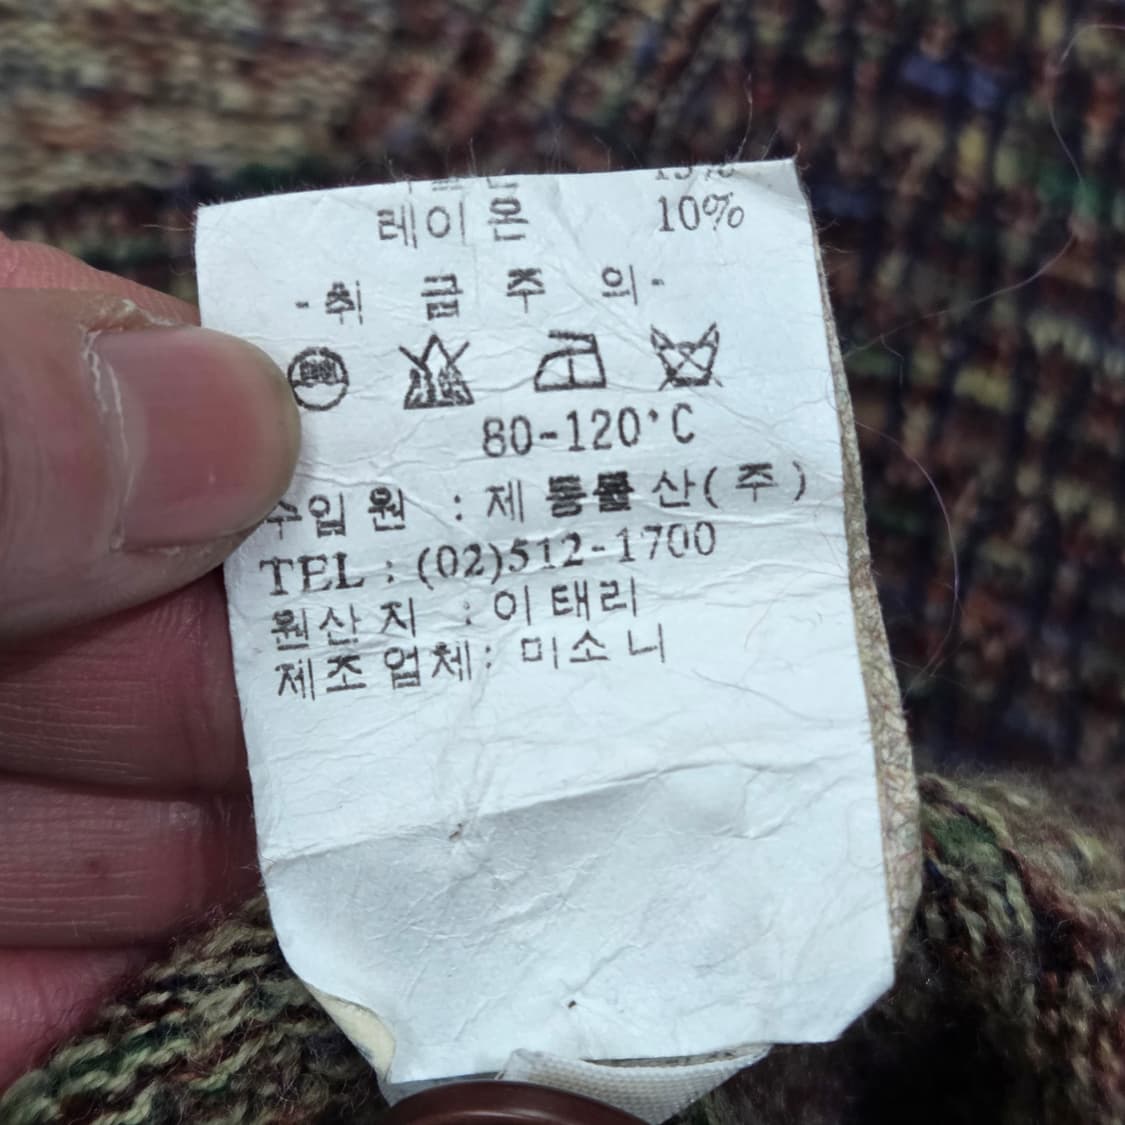 레이온 10%
-취급주의-
80-120°C
수입원 : 제동물산(주)
TEL : (02)512-1700
원산지 : 이태리
제조업체: 미소니